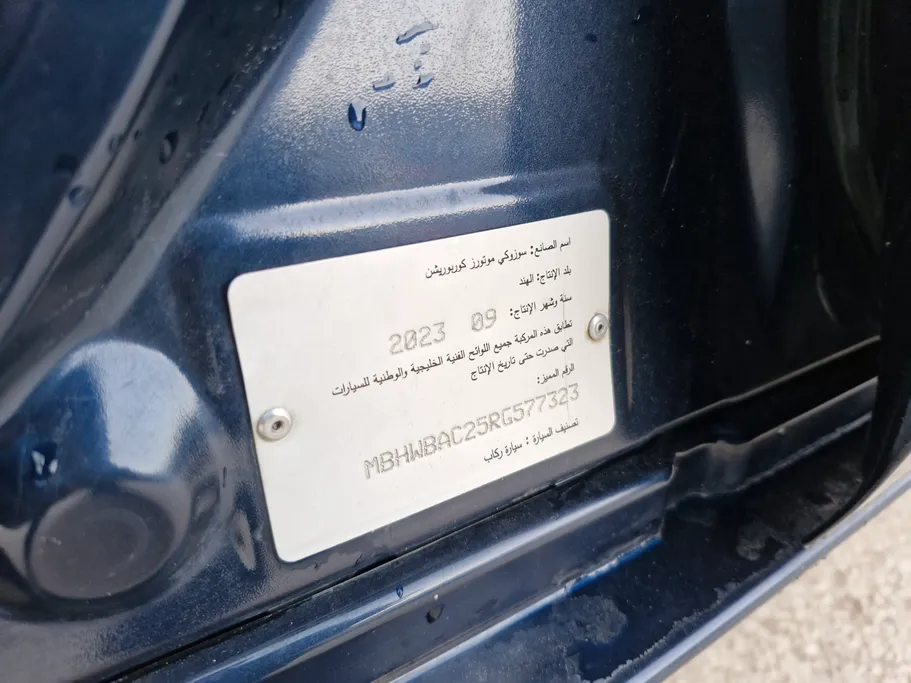 اسم الصانع: سوزوكي موتورز كوربوريشن
بلد الإنتاج: الهند
سنة وشهر الإنتاج: 09 2023
تطابق هذه المركبة جميع اللوائح الفنية الخليجية والوطنية للسيارات
التي صدرت حتى تاريخ الإنتاج
الرقم المميز:
MBHWBAC25RG577323
تصنيف السيارة : سيارة ركاب